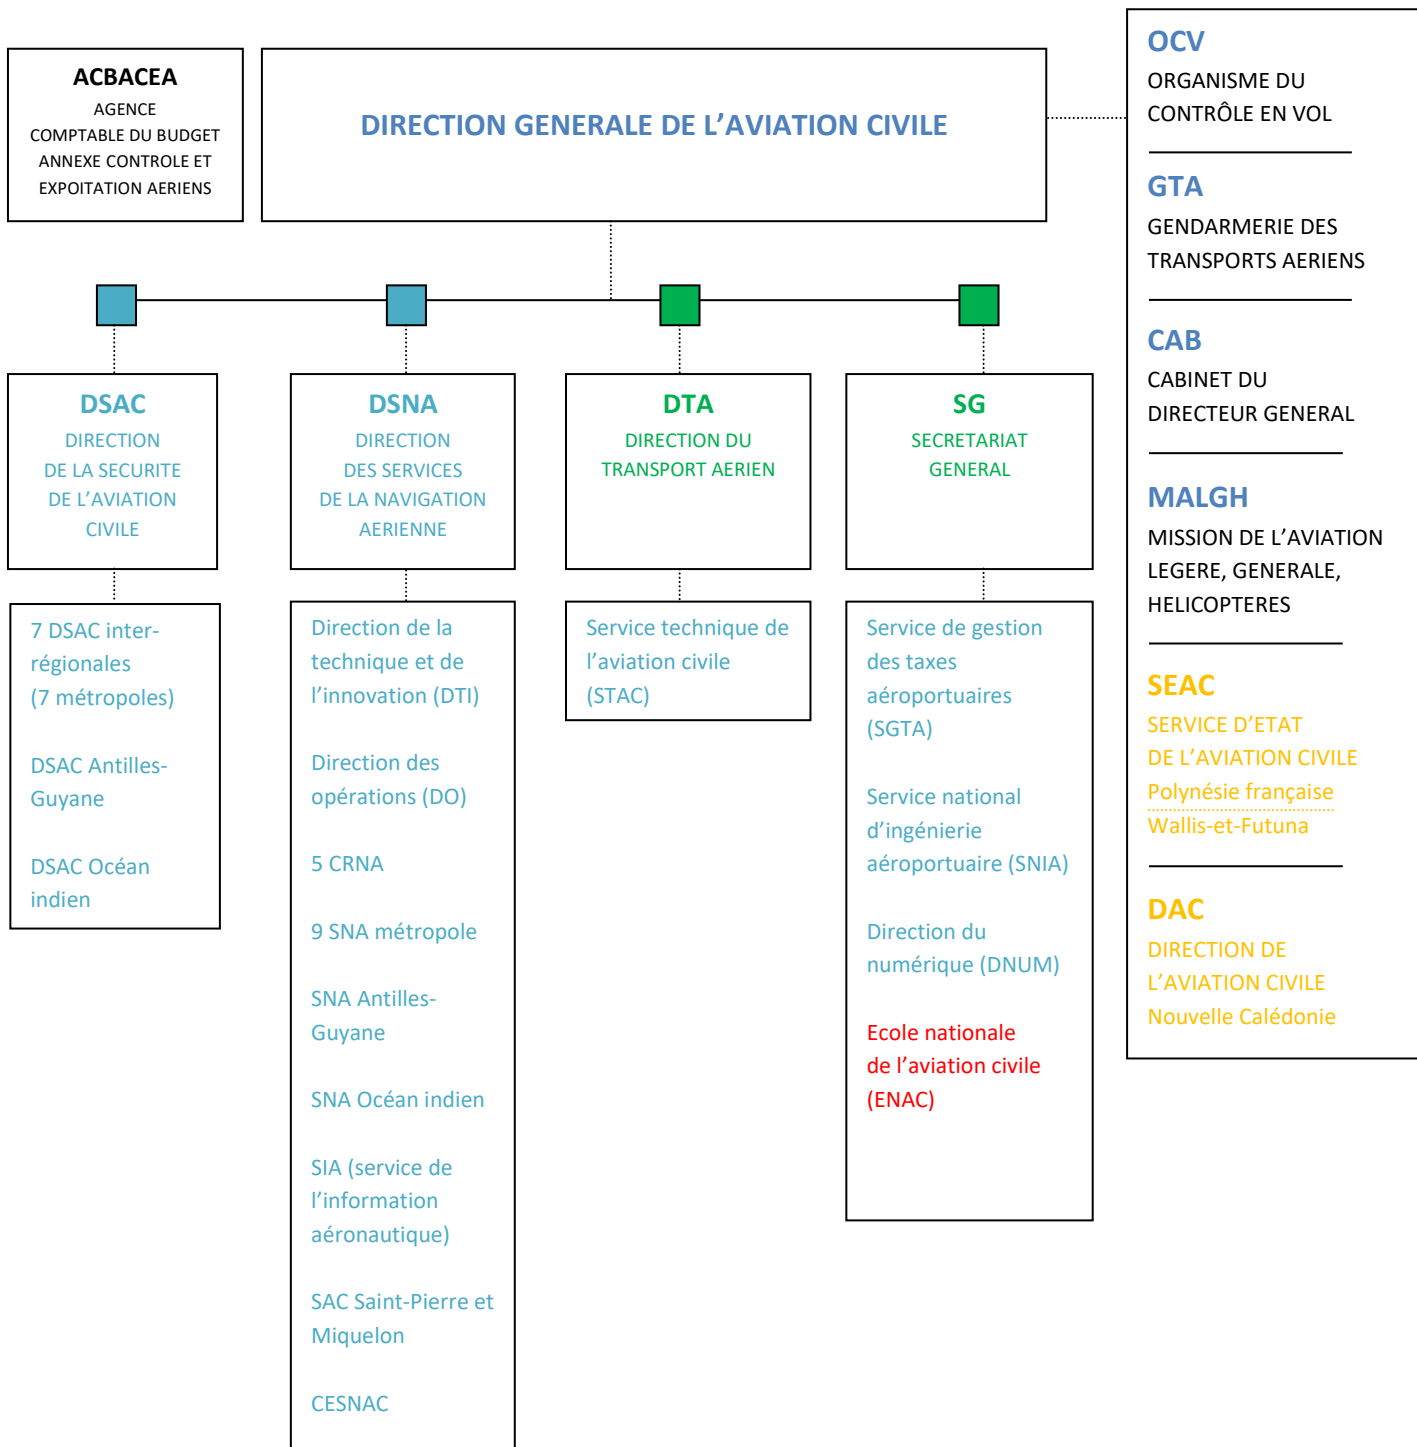 ACBACEA
AGENCE
COMPTABLE DU BUDGET
ANNEXE CONTROLE ET
EXPOITATION AERIENS
DIRECTION GENERALE DE L’AVIATION CIVILE
OCV
ORGANISME DU
CONTRÔLE EN VOL
GTA
GENDARMERIE DES
TRANSPORTS AERIENS
CAB
CABINET DU
DIRECTEUR GENERAL
MALGH
MISSION DE L’AVIATION
LEGERE, GENERALE,
HELICOPTERES
SEAC
SERVICE D’ETAT
DE L’AVIATION CIVILE
Polynésie française
Wallis-et-Futuna
DAC
DIRECTION DE
L’AVIATION CIVILE
Nouvelle Calédonie
DSAC
DIRECTION
DE LA SECURITE
DE L’AVIATION
CIVILE
7 DSAC inter-
régionales
(7 métropoles)
DSAC Antilles-
Guyane
DSAC Océan
indien
DSNA
DIRECTION
DES SERVICES
DE LA NAVIGATION
AERIENNE
Direction de la
technique et de
l’innovation (DTI)
Direction des
opérations (DO)
5 CRNA
9 SNA métropole
SNA Antilles-
Guyane
SNA Océan indien
SIA (service de
l’information
aéronautique)
SAC Saint-Pierre et
Miquelon
CESNAC
DTA
DIRECTION DU
TRANSPORT AERIEN
Service technique de
l’aviation civile
(STAC)
SG
SECRETARIAT
GENERAL
Service de gestion
des taxes
aéroportuaires
(SGTA)
Service national
d’ingénierie
aéroportuaire (SNIA)
Direction du
numérique (DNUM)
Ecole nationale
de l’aviation civile
(ENAC)